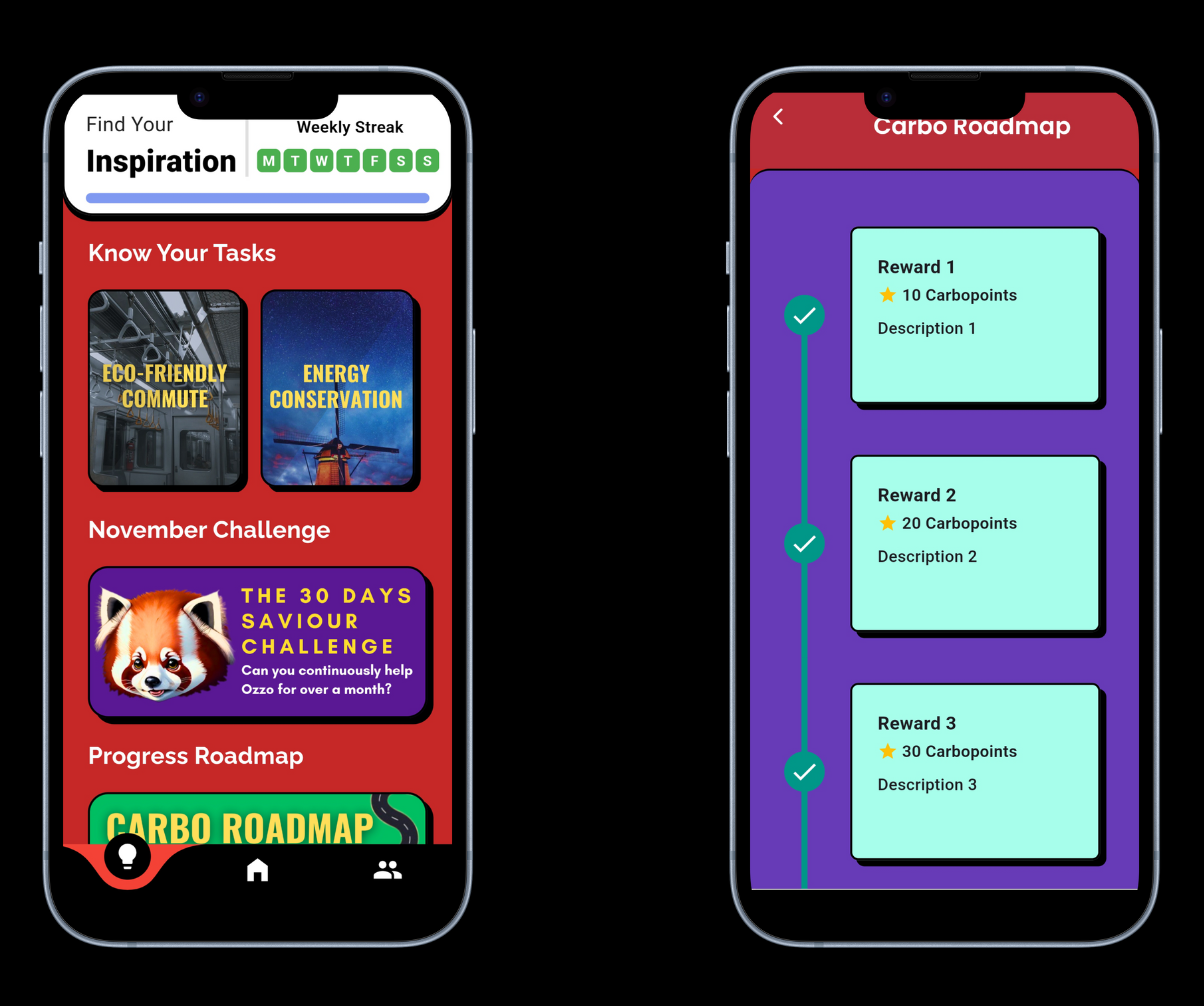 Find Your
Inspiration
Weekly Streak
M T W T F S S
Know Your Tasks
ECO-FRIENDLY
COMMUTE
ENERGY
CONSERVATION
November Challenge
THE 30 DAYS
SAVIOUR
CHALLENGE
Can you continuously help
Ozzo for over a month?
Progress Roadmap
CARBO ROADMAP
Carbo Roadmap
Reward 1
10 Carbopoints
Description 1
Reward 2
20 Carbopoints
Description 2
Reward 3
30 Carbopoints
Description 3